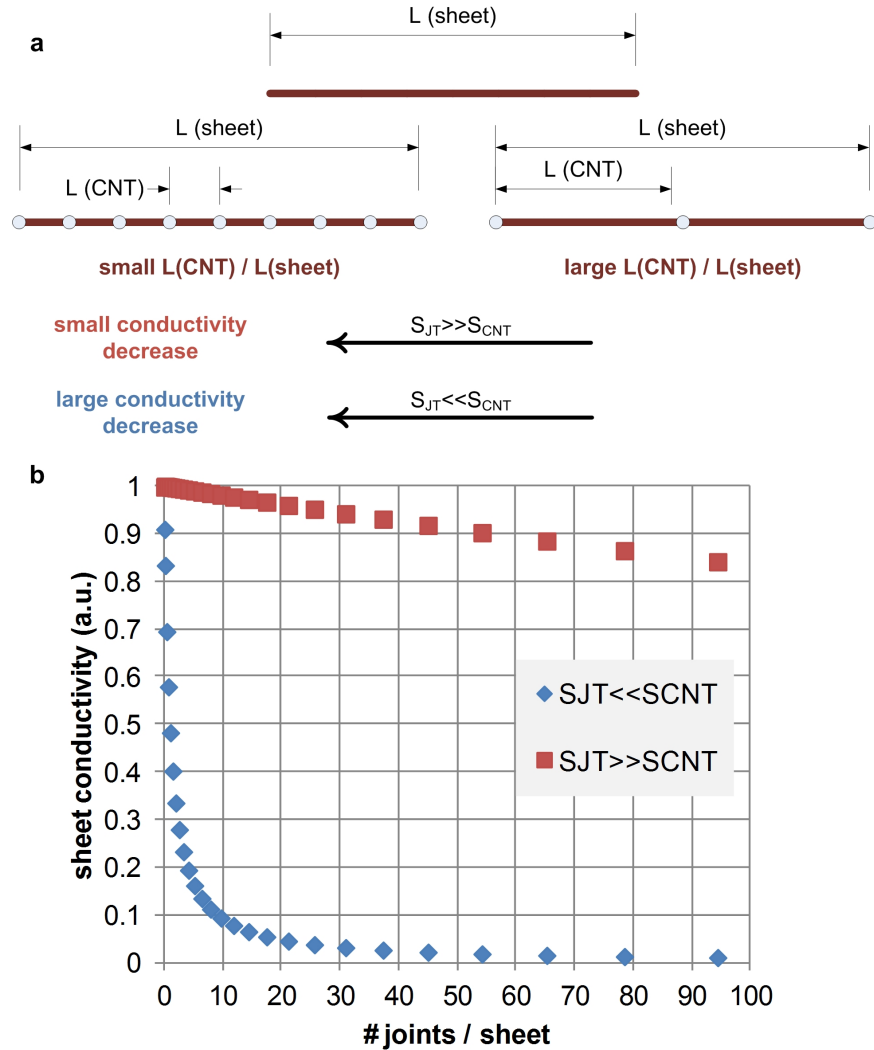 a
L (sheet)
L (sheet)
L (sheet)
L (CNT)
L (CNT)
small L(CNT) / L(sheet)
large L(CNT) / L(sheet)
small conductivity
decrease
SJT>>SCNT
large conductivity
decrease
SJT<<SCNT
b
sheet conductivity (a.u.)
1
0.9
0.8
0.7
0.6
0.5
0.4
0.3
0.2
0.1
0
SJT<<SCNT
SJT>>SCNT
0 10 20 30 40 50 60 70 80 90 100
# joints / sheet